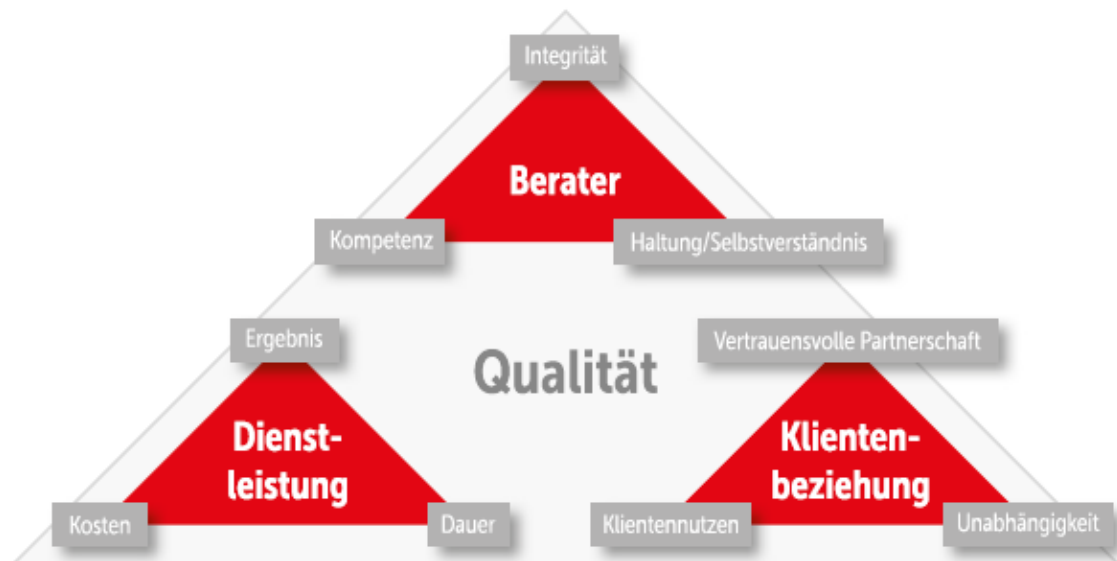 Integrität
Berater
Kompetenz
Haltung/Selbstverständnis
Ergebnis
Vertrauensvolle Partnerschaft
Qualität
Dienst-
leistung
Klienten-
beziehung
Kosten
Dauer
Klientennutzen
Unabhängigkeit